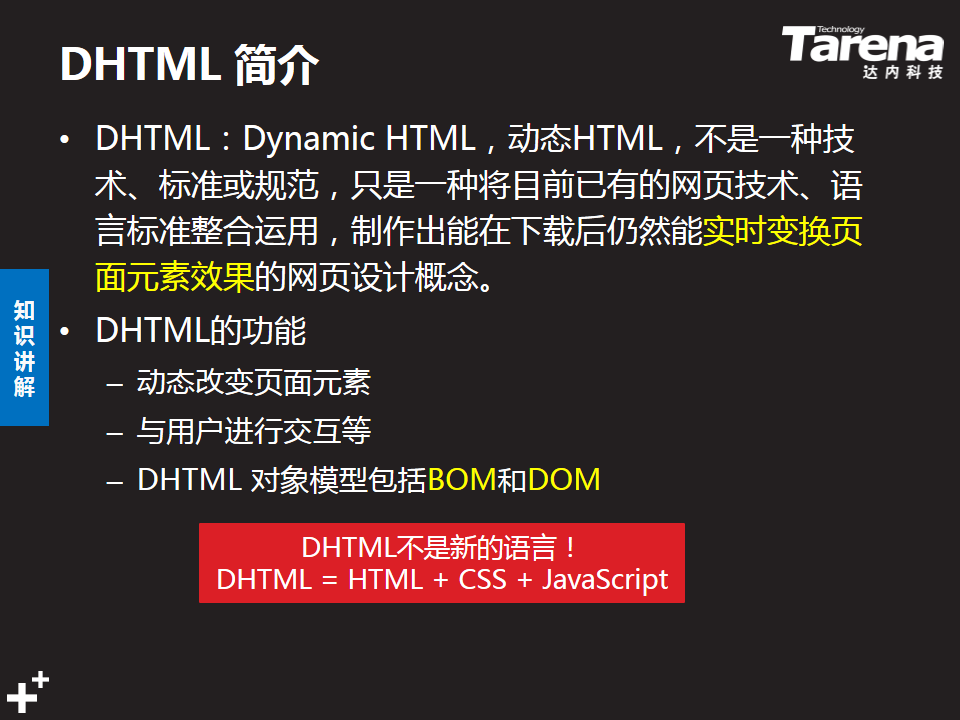 DHTML 简介
Technology
Tarena
达内科技
• DHTML：Dynamic HTML，动态HTML，不是一种技
术、标准或规范，只是一种将目前已有的网页技术、语
言标准整合运用，制作出能在下载后仍然能实时变换页
面元素效果的网页设计概念。
• DHTML的功能
– 动态改变页面元素
– 与用户进行交互等
– DHTML 对象模型包括BOM和DOM
知
识
讲
解
DHTML不是新的语言！
DHTML = HTML + CSS + JavaScript